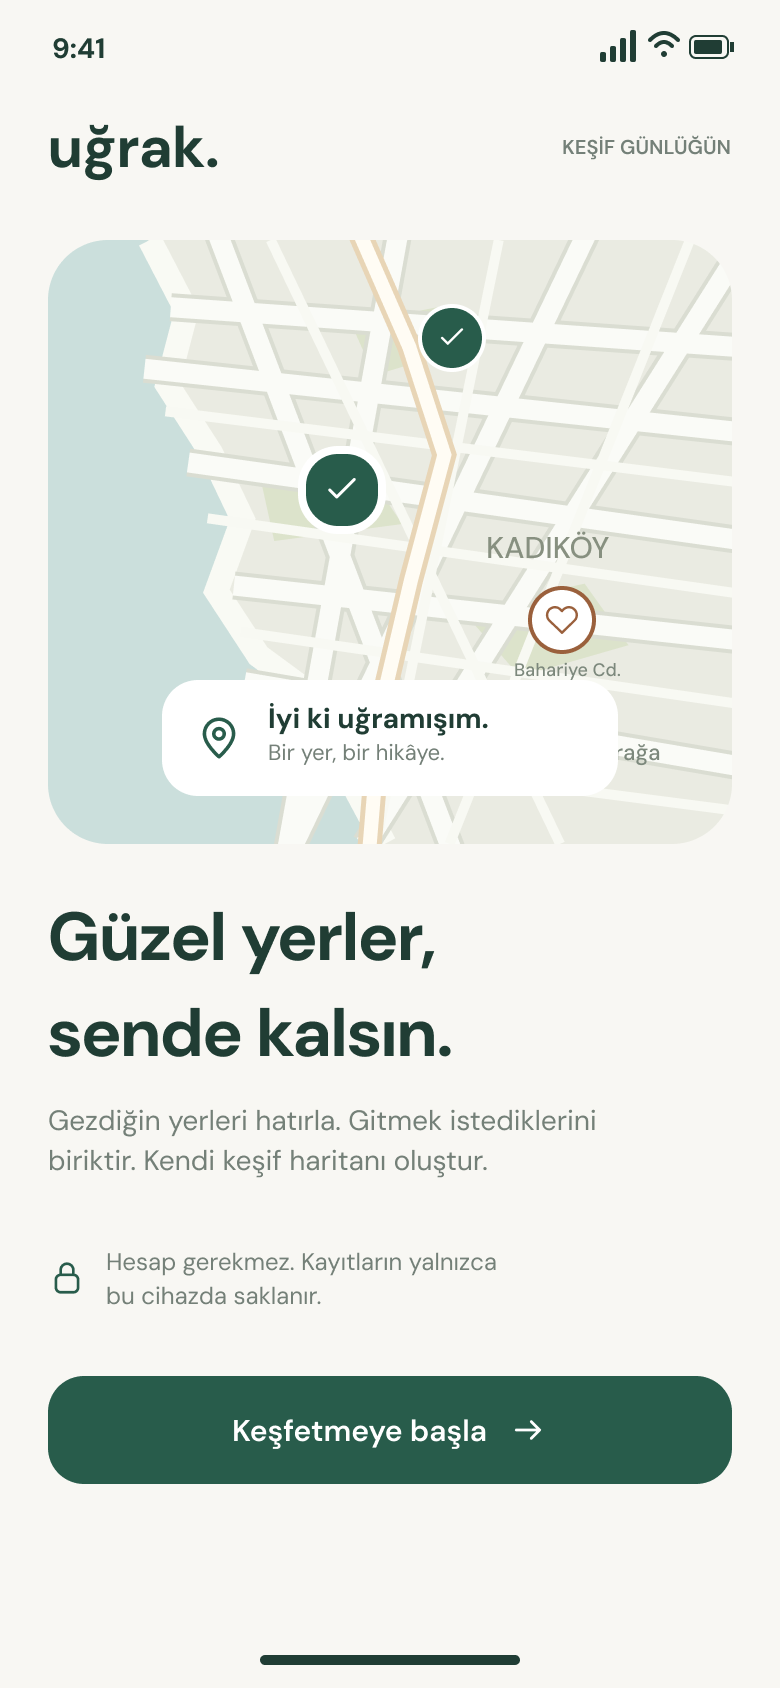 9:41
uğrak.
KEŞİF GÜNLÜĞÜN
KADIKÖY
Bahariye Cd.
İyi ki uğramışım.
Bir yer, bir hikâye.
Güzel yerler,
sende kalsın.
Gezdiğin yerleri hatırla. Gitmek istediklerini
biriktir. Kendi keşif haritanı oluştur.
Hesap gerekmez. Kayıtların yalnızca
bu cihazda saklanır.
Keşfetmeye başla